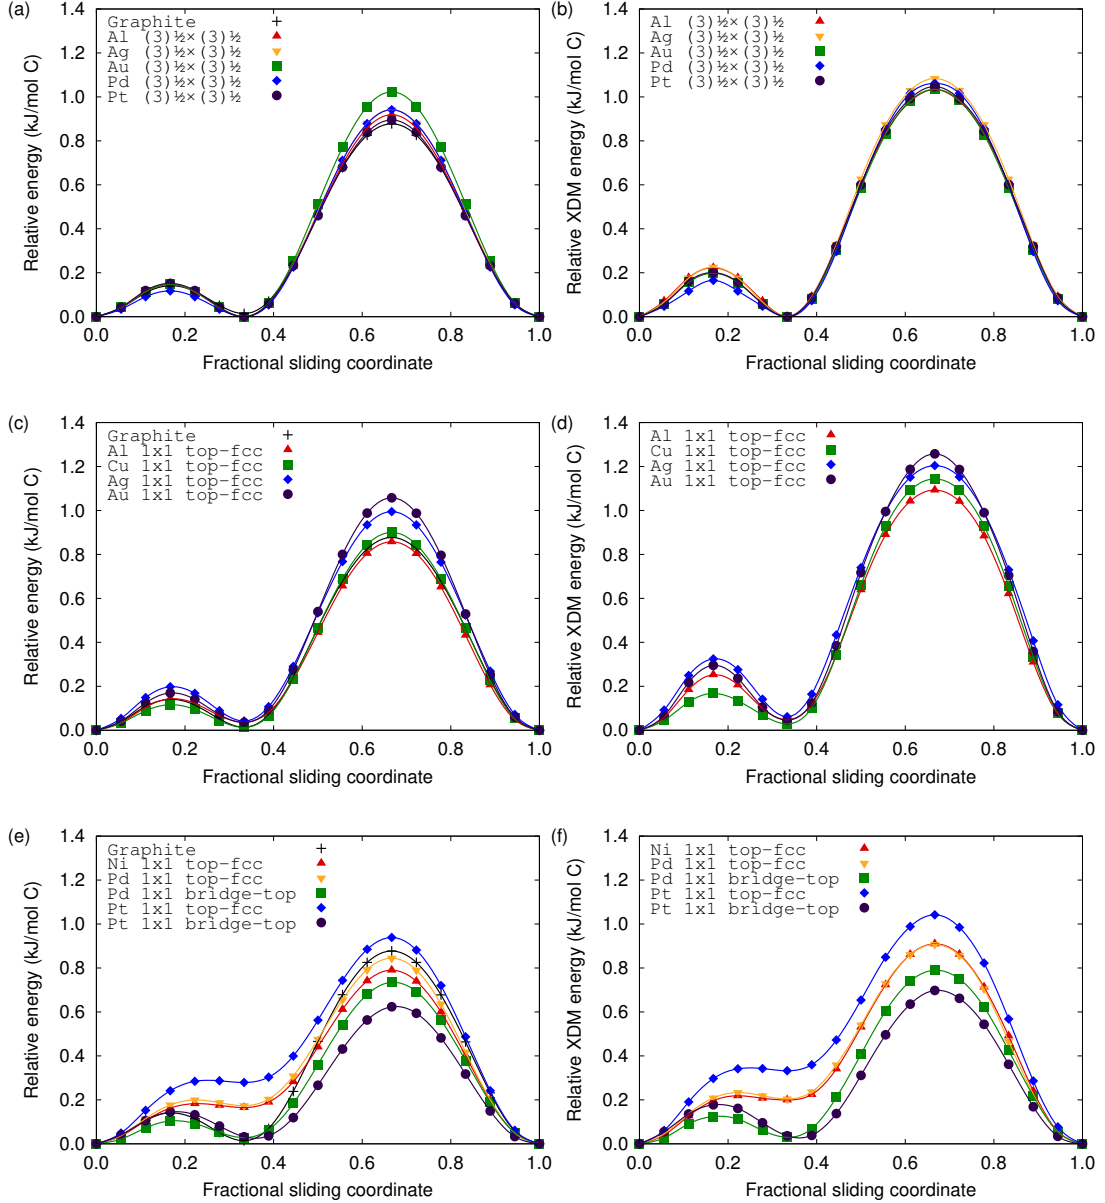 (a)
1.4
1.2
1.0
0.8
0.6
0.4
0.2
0.0
Relative energy (kJ/mol C)
Graphite
Al (3)½×(3)½
Ag (3)½×(3)½
Au (3)½×(3)½
Pd (3)½×(3)½
Pt (3)½×(3)½
0.0 0.2 0.4 0.6 0.8 1.0
Fractional sliding coordinate
(b)
1.4
1.2
1.0
0.8
0.6
0.4
0.2
0.0
Relative XDM energy (kJ/mol C)
Al (3)½×(3)½
Ag (3)½×(3)½
Au (3)½×(3)½
Pd (3)½×(3)½
Pt (3)½×(3)½
0.0 0.2 0.4 0.6 0.8 1.0
Fractional sliding coordinate
(c)
1.4
1.2
1.0
0.8
0.6
0.4
0.2
0.0
Relative energy (kJ/mol C)
Graphite
Al 1x1 top-fcc
Cu 1x1 top-fcc
Ag 1x1 top-fcc
Au 1x1 top-fcc
0.0 0.2 0.4 0.6 0.8 1.0
Fractional sliding coordinate
(d)
1.4
1.2
1.0
0.8
0.6
0.4
0.2
0.0
Relative XDM energy (kJ/mol C)
Al 1x1 top-fcc
Cu 1x1 top-fcc
Ag 1x1 top-fcc
Au 1x1 top-fcc
0.0 0.2 0.4 0.6 0.8 1.0
Fractional sliding coordinate
(e)
1.4
1.2
1.0
0.8
0.6
0.4
0.2
0.0
Relative energy (kJ/mol C)
Graphite
Ni 1x1 top-fcc
Pd 1x1 top-fcc
Pd 1x1 bridge-top
Pt 1x1 top-fcc
Pt 1x1 bridge-top
0.0 0.2 0.4 0.6 0.8 1.0
Fractional sliding coordinate
(f)
1.4
1.2
1.0
0.8
0.6
0.4
0.2
0.0
Relative XDM energy (kJ/mol C)
Ni 1x1 top-fcc
Pd 1x1 top-fcc
Pd 1x1 bridge-top
Pt 1x1 top-fcc
Pt 1x1 bridge-top
0.0 0.2 0.4 0.6 0.8 1.0
Fractional sliding coordinate